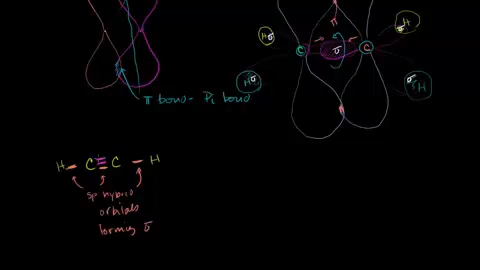 π
H σ
H σ
C σ C
H σ
σ H
π bond - Pi bond
H - C ≡ C - H
sp hybrid
orbitals
forming σ